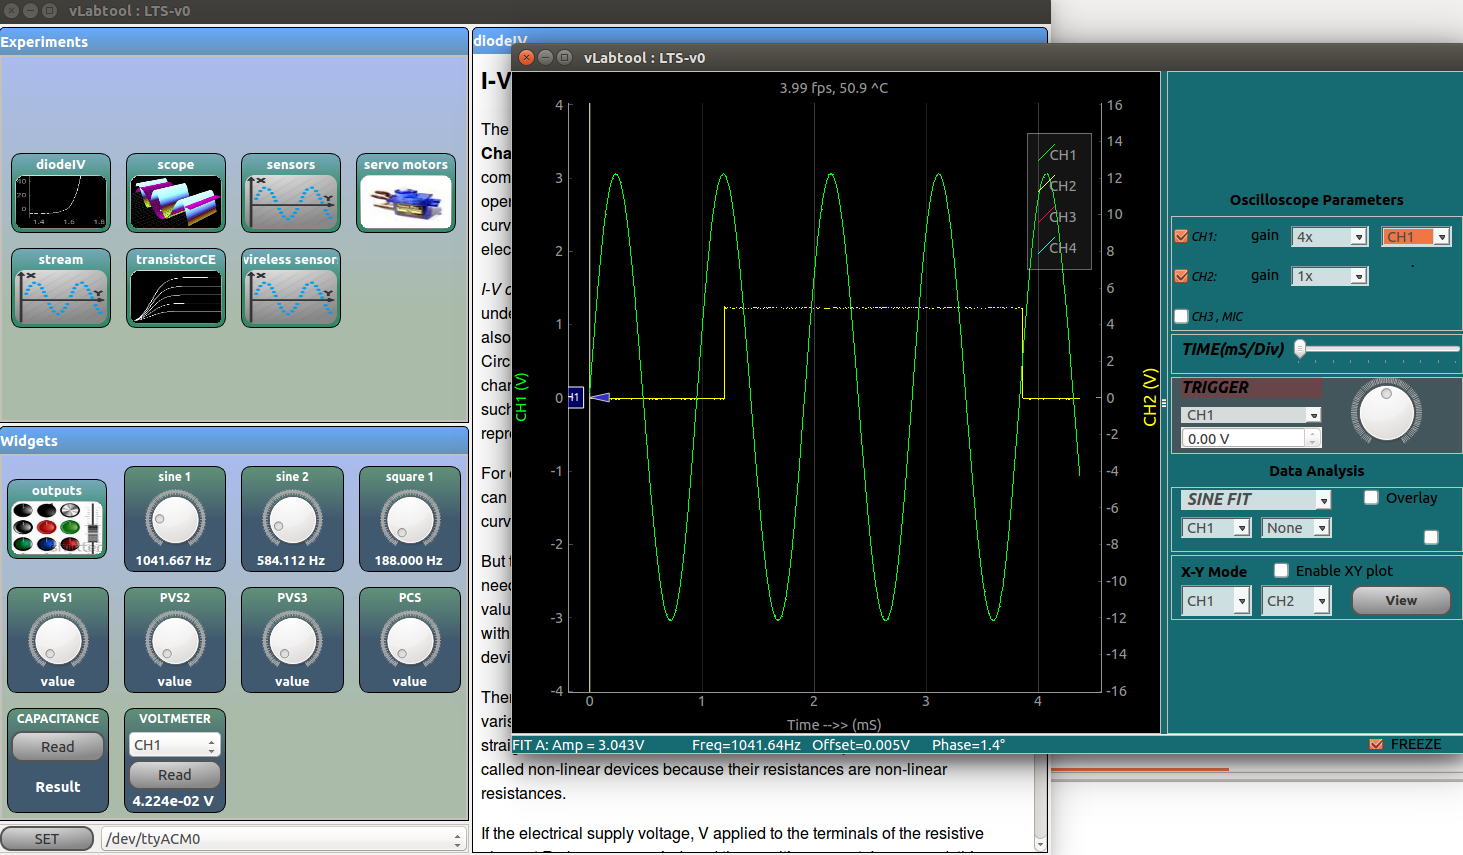 vLabtool : LTS-v0
Experiments
diodeIV
scope
sensors
servo motors
stream
transistorCE
wireless sensor
Widgets
outputs
sine 1
1041.667 Hz
sine 2
584.112 Hz
square 1
188.000 Hz
PVS1
value
PVS2
value
PVS3
value
PCS
value
CAPACITANCE
Read
Result
VOLTMETER
CH1
Read
4.224e-02 V
SET
/dev/ttyACM0
diodeIV
I-V
The
Cha
com
oper
curv
elec
I-V c
unde
also
Circ
char
such
repr
For
can
curv
But t
need
valu
with
devi
Ther
varis
strai
called non-linear devices because their resistances are non-linear
resistances.
If the electrical supply voltage, V applied to the terminals of the resistive
vLabtool : LTS-v0
3.99 fps, 50.9 ^C
4
3
2
1
0
-1
-2
-3
-4
CH1 (V)
H1
16
14
12
10
8
6
4
2
0
-2
-4
-6
-8
-10
-12
-14
-16
CH2 (V)
CH1
CH2
CH3
CH4
0
1
2
3
4
Time -->> (mS)
FIT A: Amp = 3.043V Freq=1041.64Hz Offset=0.005V Phase=1.4°
FREEZE
Oscilloscope Parameters
CH1: gain 4x CH1
CH2: gain 1x
CH3 , MIC
TIME(mS/Div)
TRIGGER
CH1
0.00 V
Data Analysis
SINE FIT Overlay
CH1 None
X-Y Mode Enable XY plot
CH1 CH2 View